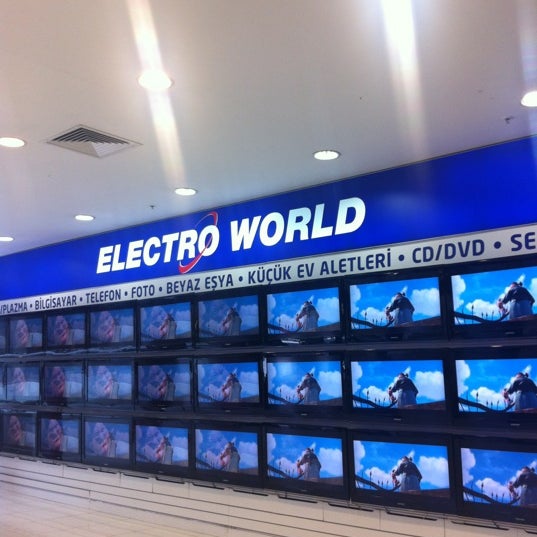 ELECTRO WORLD
/PLAZMA • BİLGİSAYAR • TELEFON • FOTO • BEYAZ EŞYA • KÜÇÜK EV ALETLERİ • CD/DVD • SE